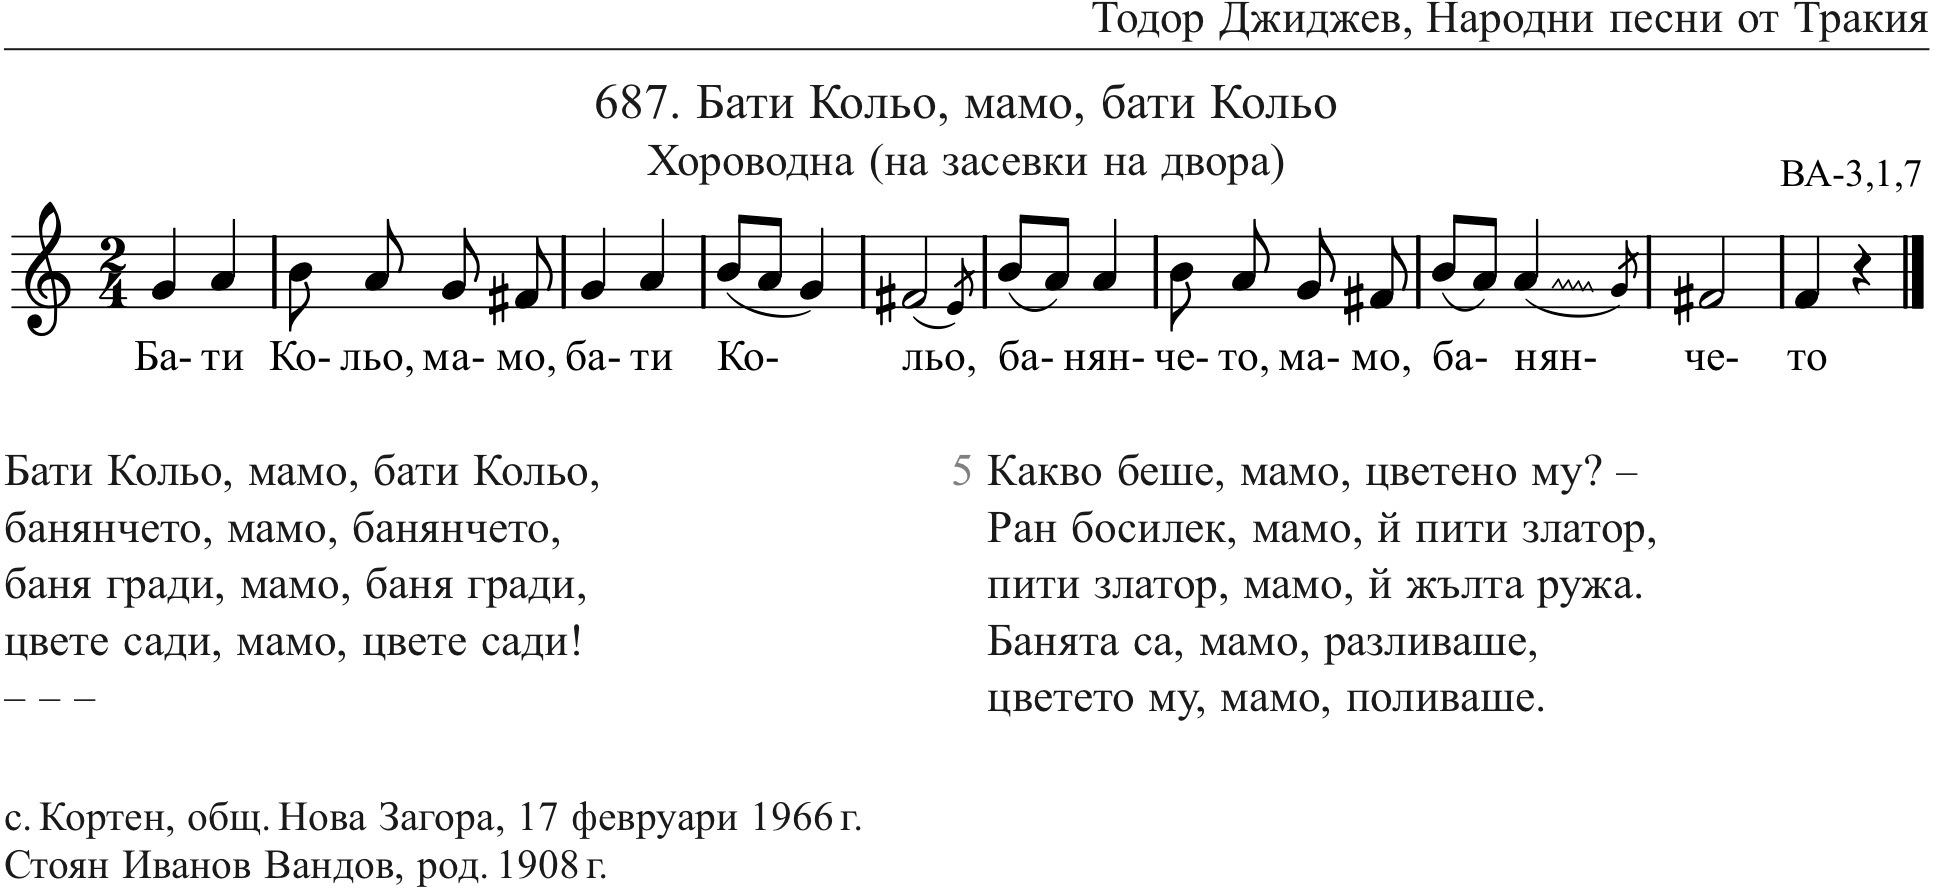 Тодор Джиджев, Народни песни от Тракия
687. Бати Кольо, мамо, бати Кольо
Хороводна (на засевки на двора)
ВА-3,1,7
2
4
Ба- ти Ко- льо, ма- мо, ба- ти Ко- льо, ба- нян- че- то, ма- мо, ба- нян- че- то
Бати Кольо, мамо, бати Кольо,
банянчето, мамо, банянчето,
баня гради, мамо, баня гради,
цвете сади, мамо, цвете сади!
– – –
5 Какво беше, мамо, цветено му? –
Ран босилек, мамо, й пити златор,
пити златор, мамо, й жълта ружа.
Банята са, мамо, разливаше,
цветето му, мамо, поливаше.
с. Кортен, общ. Нова Загора, 17 февруари 1966 г.
Стоян Иванов Вандов, род. 1908 г.